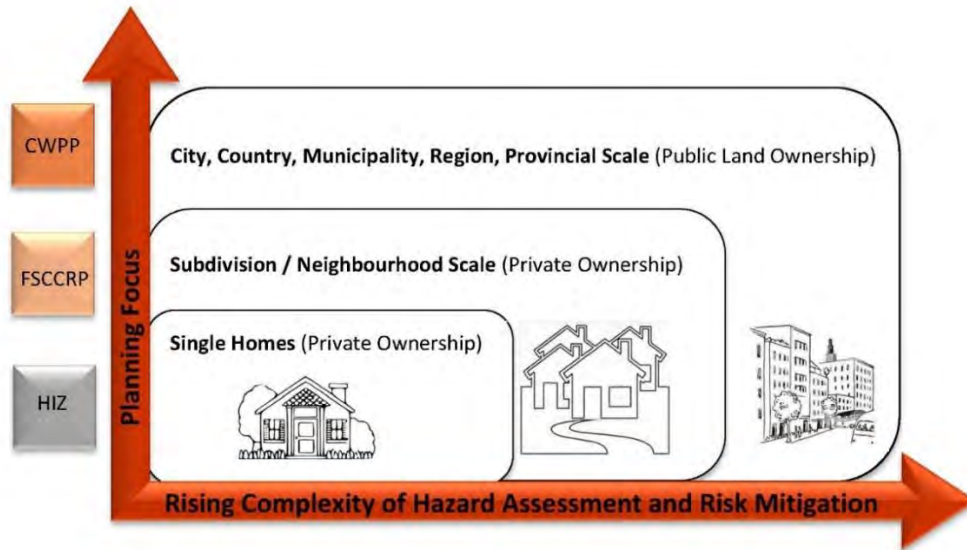 CWPP
City, Country, Municipality, Region, Provincial Scale (Public Land Ownership)
FSCCRP
Subdivision / Neighbourhood Scale (Private Ownership)
Planning Focus
Single Homes (Private Ownership)
HIZ
Rising Complexity of Hazard Assessment and Risk Mitigation